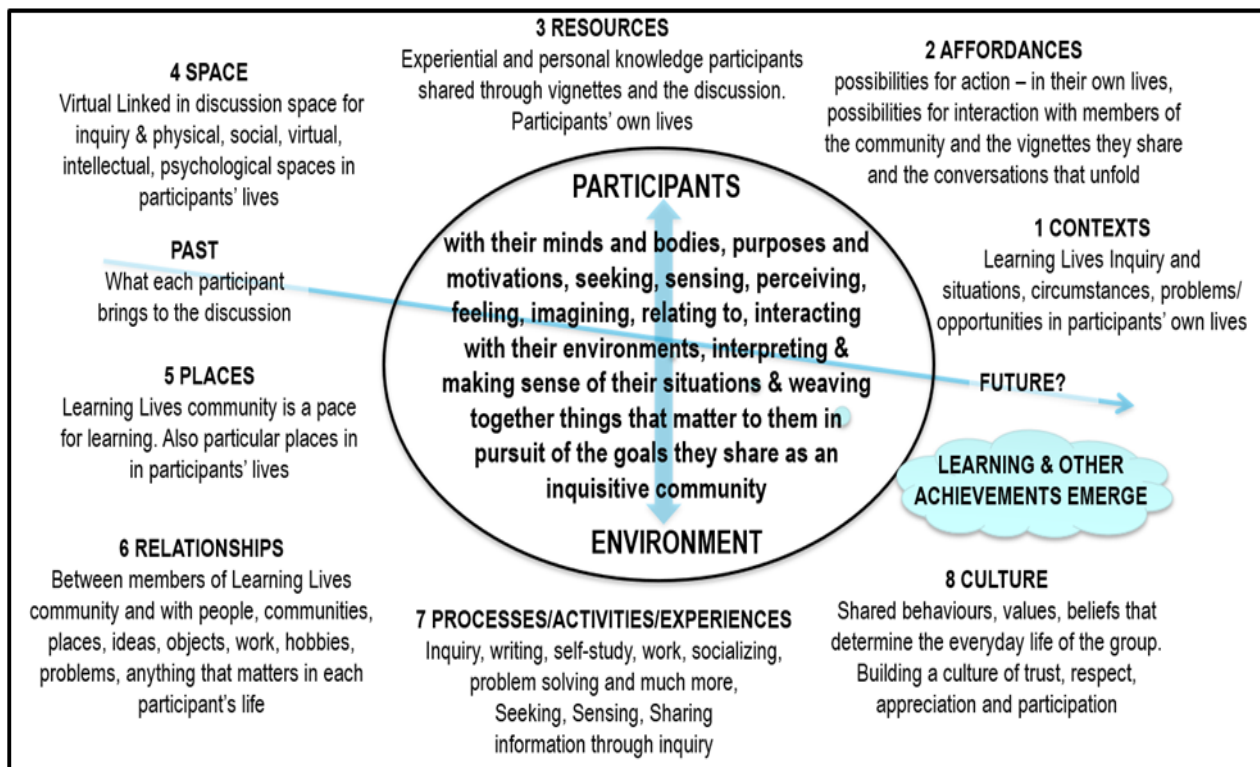 3 RESOURCES
Experiential and personal knowledge participants
shared through vignettes and the discussion.
Participants' own lives
4 SPACE
Virtual Linked in discussion space for
inquiry & physical, social, virtual,
intellectual, psychological spaces in
participants' lives
2 AFFORDANCES
possibilities for action – in their own lives,
possibilities for interaction with members of
the community and the vignettes they share
and the conversations that unfold
PAST
What each participant
brings to the discussion
PARTICIPANTS
with their minds and bodies, purposes and
motivations, seeking, sensing, perceiving,
feeling, imagining, relating to, interacting
with their environments, interpreting &
making sense of their situations & weaving
together things that matter to them in
pursuit of the goals they share as an
inquisitive community
ENVIRONMENT
1 CONTEXTS
Learning Lives Inquiry and
situations, circumstances, problems/
opportunities in participants' own lives
FUTURE?
5 PLACES
Learning Lives community is a pace
for learning. Also particular places in
in participants' lives
LEARNING & OTHER
ACHIEVEMENTS EMERGE
6 RELATIONSHIPS
Between members of Learning Lives
community and with people, communities,
places, ideas, objects, work, hobbies,
problems, anything that matters in each
participant's life
7 PROCESSES/ACTIVITIES/EXPERIENCES
Inquiry, writing, self-study, work, socializing,
problem solving and much more,
Seeking, Sensing, Sharing
information through inquiry
8 CULTURE
Shared behaviours, values, beliefs that
determine the everyday life of the group.
Building a culture of trust, respect,
appreciation and participation